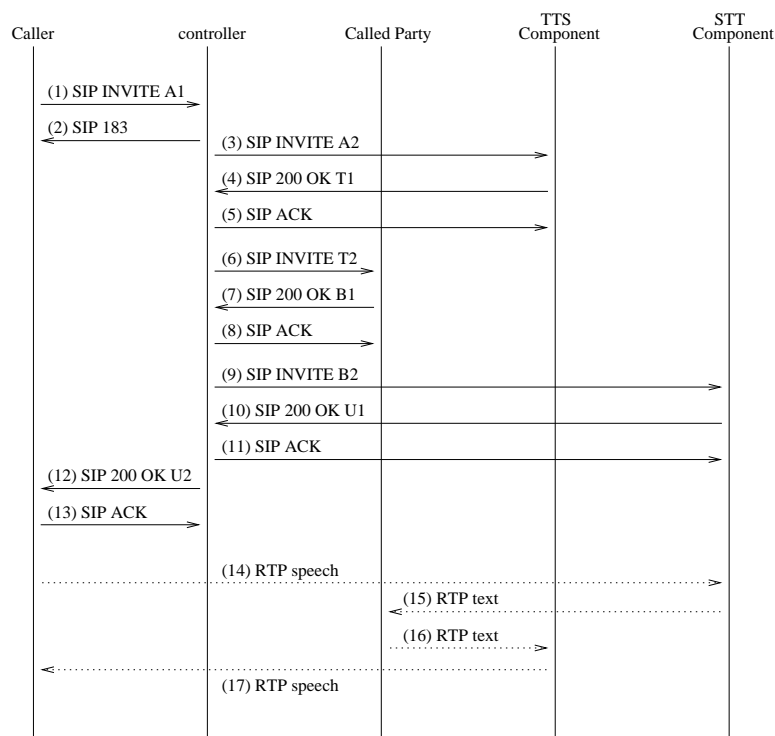 Caller
controller
Called Party
TTS
Component
STT
Component
(1) SIP INVITE A1
(2) SIP 183
(3) SIP INVITE A2
(4) SIP 200 OK T1
(5) SIP ACK
(6) SIP INVITE T2
(7) SIP 200 OK B1
(8) SIP ACK
(9) SIP INVITE B2
(10) SIP 200 OK U1
(11) SIP ACK
(12) SIP 200 OK U2
(13) SIP ACK
(14) RTP speech
(15) RTP text
(16) RTP text
(17) RTP speech